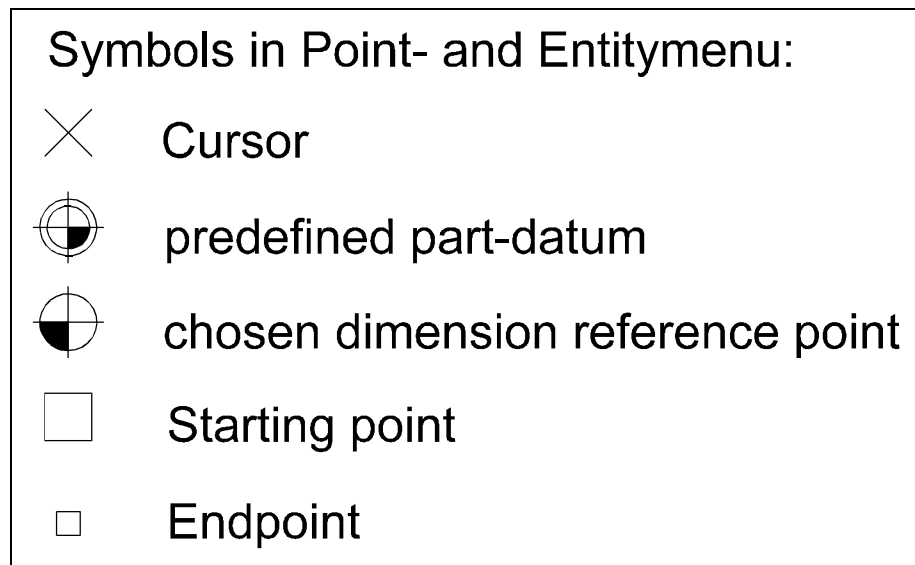 Symbols in Point- and Entitymenu:
Cursor
predefined part-datum
chosen dimension reference point
Starting point
Endpoint